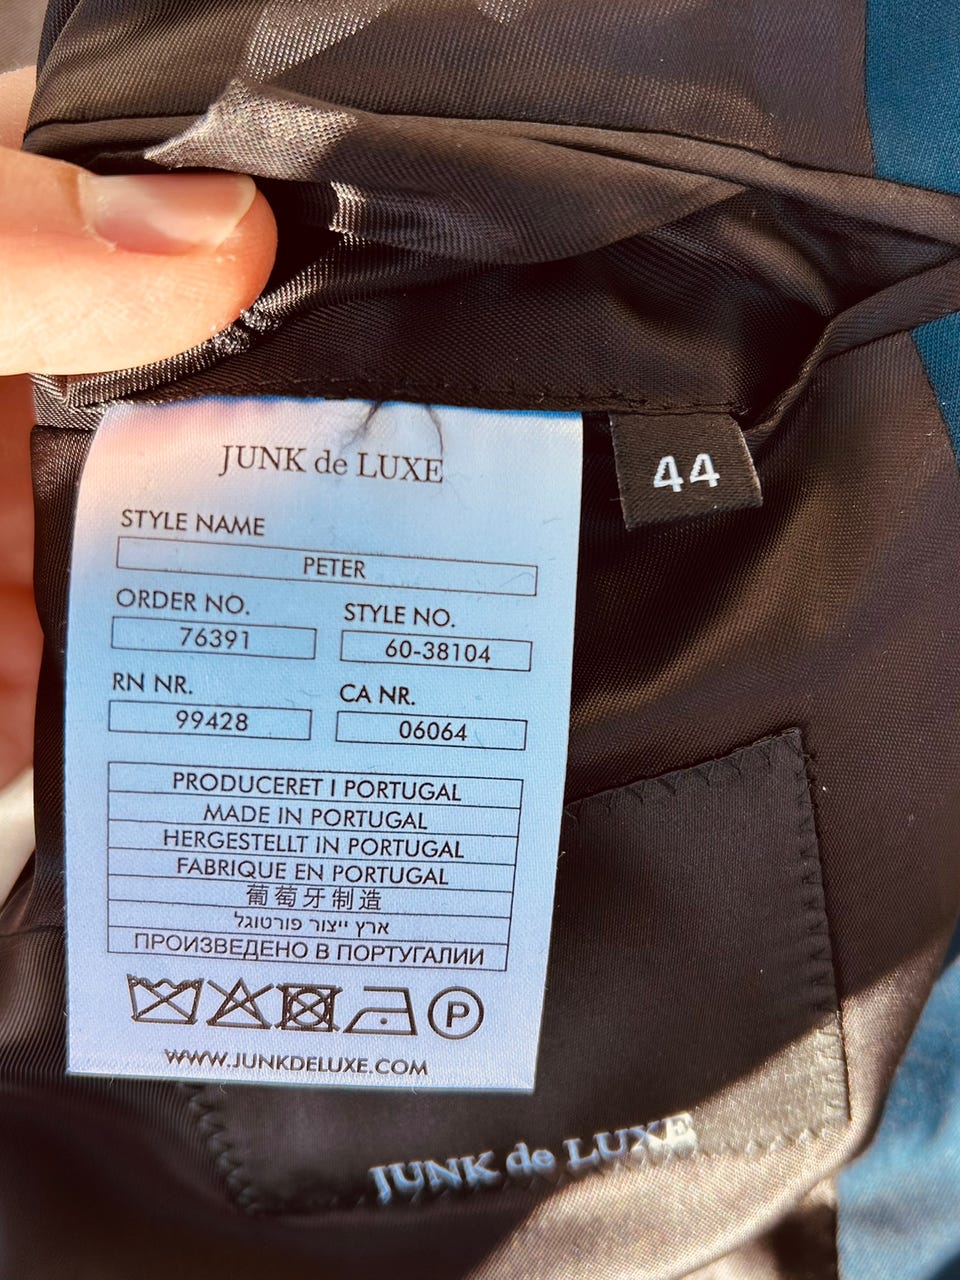 JUNK de LUXE
44
STYLE NAME
PETER
ORDER NO.
STYLE NO.
76391
60-38104
RN NR.
CA NR.
99428
06064
PRODUCERET I PORTUGAL
MADE IN PORTUGAL
HERGESTELLT IN PORTUGAL
FABRIQUE EN PORTUGAL
葡萄牙制造
ארץ ייצור פורטוגל
ПРОИЗВЕДЕНО В ПОРТУГАЛИИ
P
WWW.JUNKDELUXE.COM
JUNK de LUXE